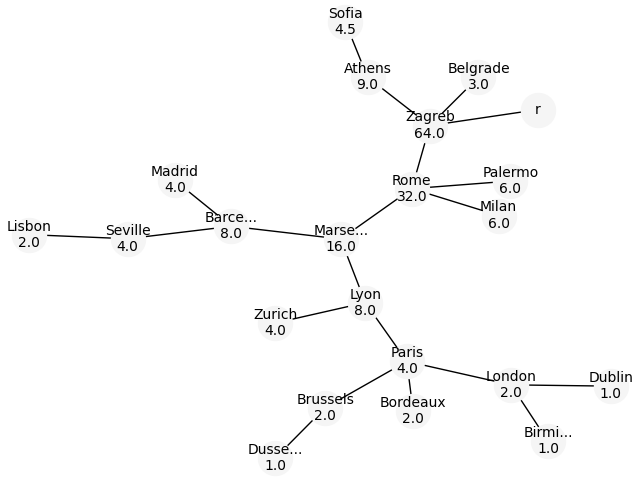 Sofia
4.5
Athens
9.0
Belgrade
3.0
r
Zagreb
64.0
Madrid
4.0
Rome
32.0
Palermo
6.0
Milan
6.0
Lisbon
2.0
Seville
4.0
Barce...
8.0
Marse...
16.0
Zurich
4.0
Lyon
8.0
Paris
4.0
London
2.0
Dublin
1.0
Brussels
2.0
Bordeaux
2.0
Birmi...
1.0
Dusse...
1.0